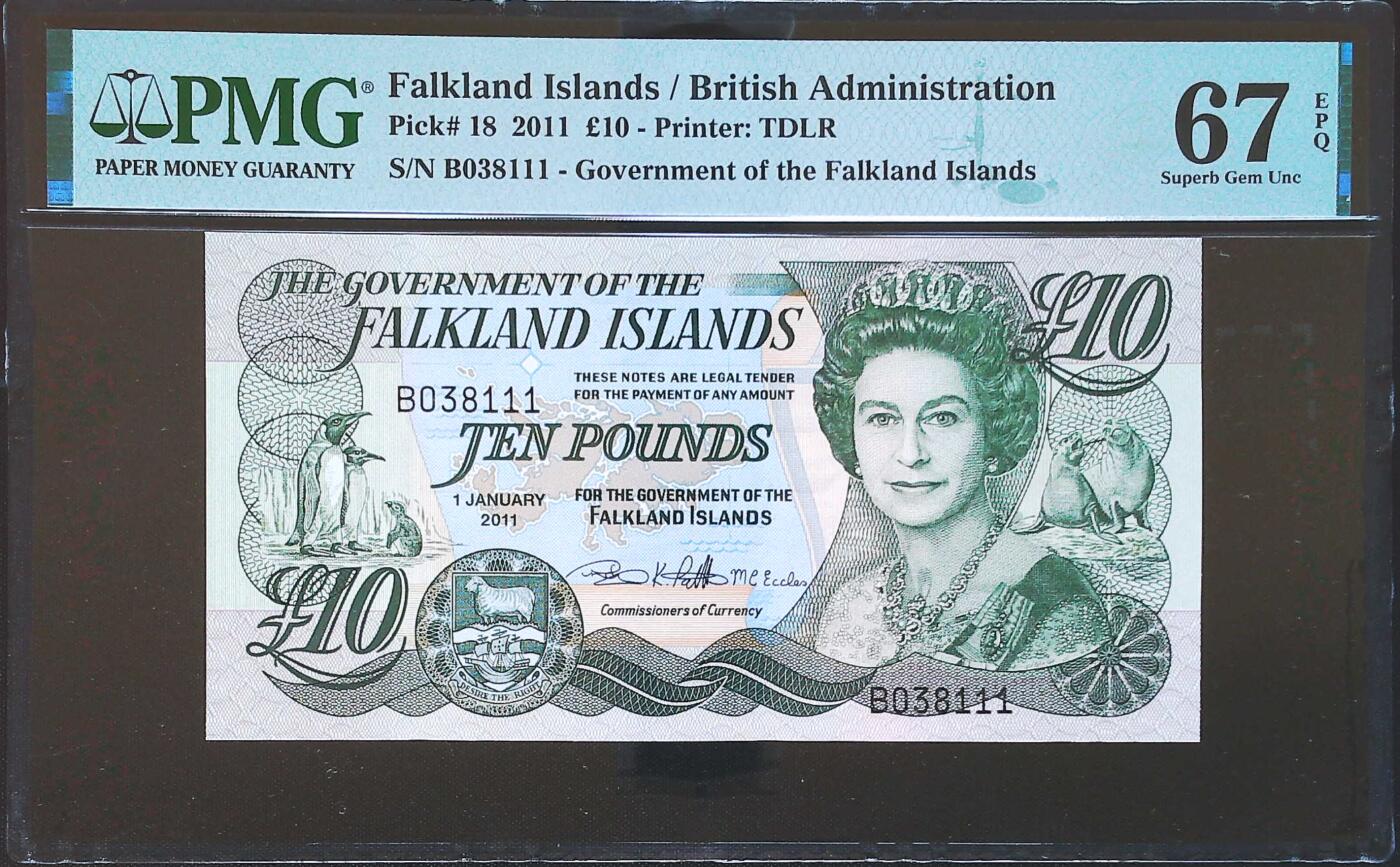 PMG®
PAPER MONEY GUARANTY
Falkland Islands / British Administration
Pick# 18 2011 £10 - Printer: TDLR
S/N B038111 - Government of the Falkland Islands
67
EPQ
Superb Gem Unc
THE GOVERNMENT OF THE
FALKLAND ISLANDS
£10
B038111
THESE NOTES ARE LEGAL TENDER
FOR THE PAYMENT OF ANY AMOUNT
TEN POUNDS
1 JANUARY
2011
FOR THE GOVERNMENT OF THE
FALKLAND ISLANDS
M C Eccles
Commissioners of Currency
£10
DESIRE THE RIGHT
B038111